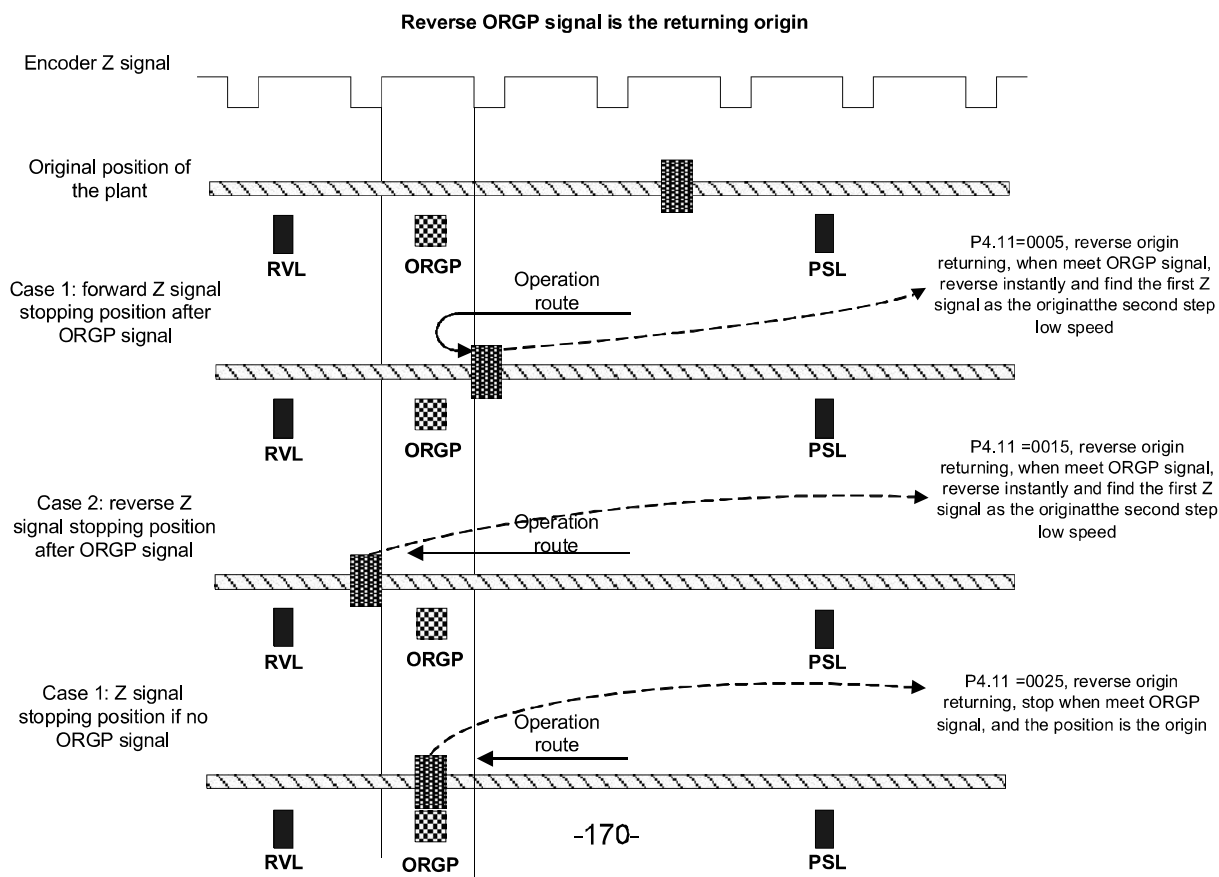 Reverse ORGP signal is the returning origin
Encoder Z signal
Original position of
the plant
RVL
ORGP
PSL
Case 1: forward Z signal
stopping position after
ORGP signal
Operation
route
P4.11=0005, reverse origin
returning, when meet ORGP signal,
reverse instantly and find the first Z
signal as the originatthe second step
low speed
RVL
ORGP
PSL
Case 2: reverse Z
signal stopping position
after ORGP signal
Operation
route
P4.11 =0015, reverse origin
returning, when meet ORGP signal,
reverse instantly and find the first Z
signal as the originatthe second step
low speed
RVL
ORGP
PSL
Case 1: Z signal
stopping position if no
ORGP signal
Operation
route
P4.11 =0025, reverse origin
returning, stop when meet ORGP
signal, and the position is the origin
RVL
ORGP
-170-
PSL